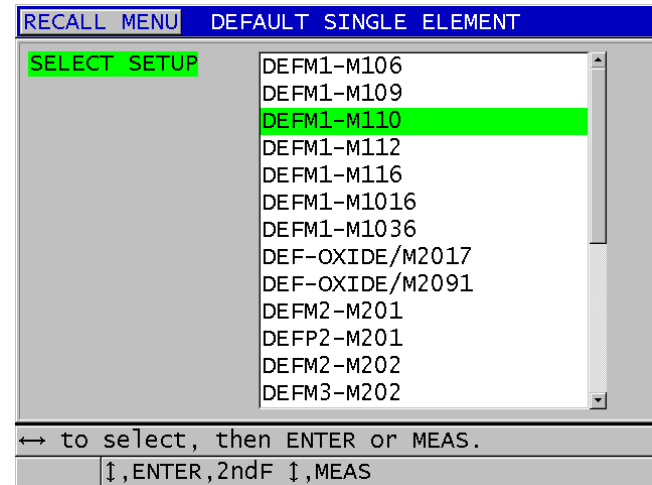 RECALL MENU DEFAULT SINGLE ELEMENT
SELECT SETUP
DEFM1-M106
DEFM1-M109
DEFM1-M110
DEFM1-M112
DEFM1-M116
DEFM1-M1016
DEFM1-M1036
DEF-OXIDE/M2017
DEF-OXIDE/M2091
DEFM2-M201
DEFP2-M201
DEFM2-M202
DEFM3-M202
↔ to select, then ENTER or MEAS.
↕,ENTER,2ndF ↕,MEAS